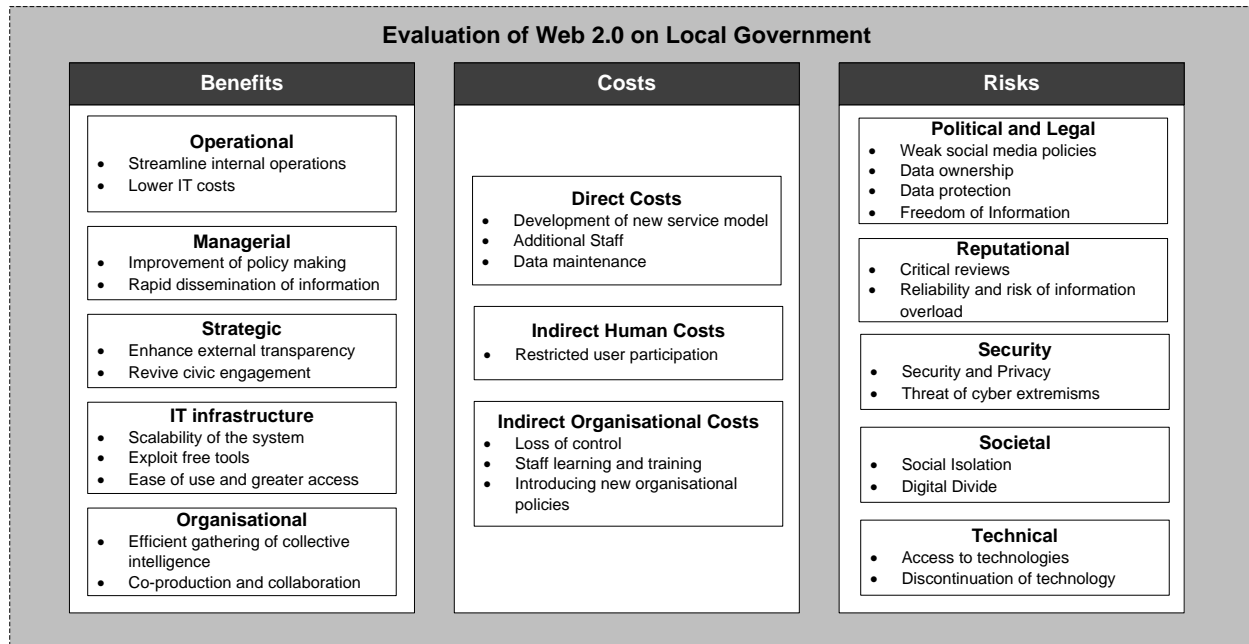 Evaluation of Web 2.0 on Local Government
Benefits
Operational
• Streamline internal operations
• Lower IT costs
Managerial
• Improvement of policy making
• Rapid dissemination of information
Strategic
• Enhance external transparency
• Revive civic engagement
IT infrastructure
• Scalability of the system
• Exploit free tools
• Ease of use and greater access
Organisational
• Efficient gathering of collective
intelligence
• Co-production and collaboration
Costs
Direct Costs
• Development of new service model
• Additional Staff
• Data maintenance
Indirect Human Costs
• Restricted user participation
Indirect Organisational Costs
• Loss of control
• Staff learning and training
• Introducing new organisational
policies
Risks
Political and Legal
• Weak social media policies
• Data ownership
• Data protection
• Freedom of Information
Reputational
• Critical reviews
• Reliability and risk of information
overload
Security
• Security and Privacy
• Threat of cyber extremisms
Societal
• Social Isolation
• Digital Divide
Technical
• Access to technologies
• Discontinuation of technology